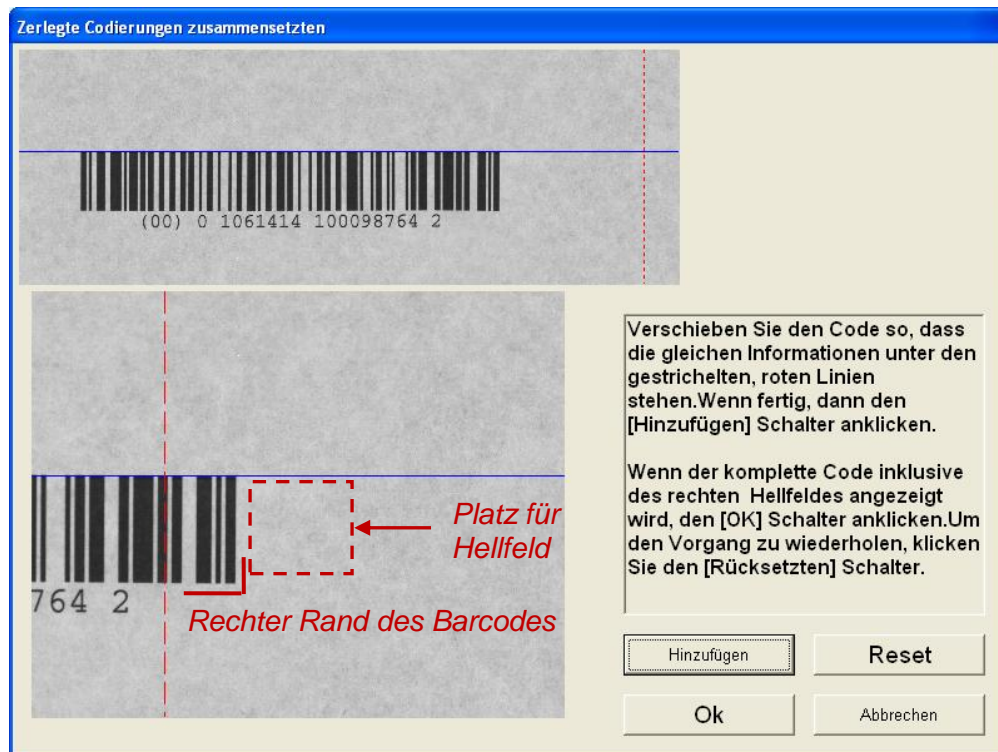 Zerlegte Codierungen zusammensetzten
(00) 0 1061414 100098764 2
764 2
Platz für
Hellfeld
Rechter Rand des Barcodes
Verschieben Sie den Code so, dass
die gleichen Informationen unter den
gestrichelten, roten Linien
stehen.Wenn fertig, dann den
[Hinzufügen] Schalter anklicken.
Wenn der komplette Code inklusive
des rechten  Hellfeldes angezeigt
wird, den [OK] Schalter anklicken.Um
den Vorgang zu wiederholen, klicken
Sie den [Rücksetzten] Schalter.
Hinzufügen
Reset
Ok
Abbrechen